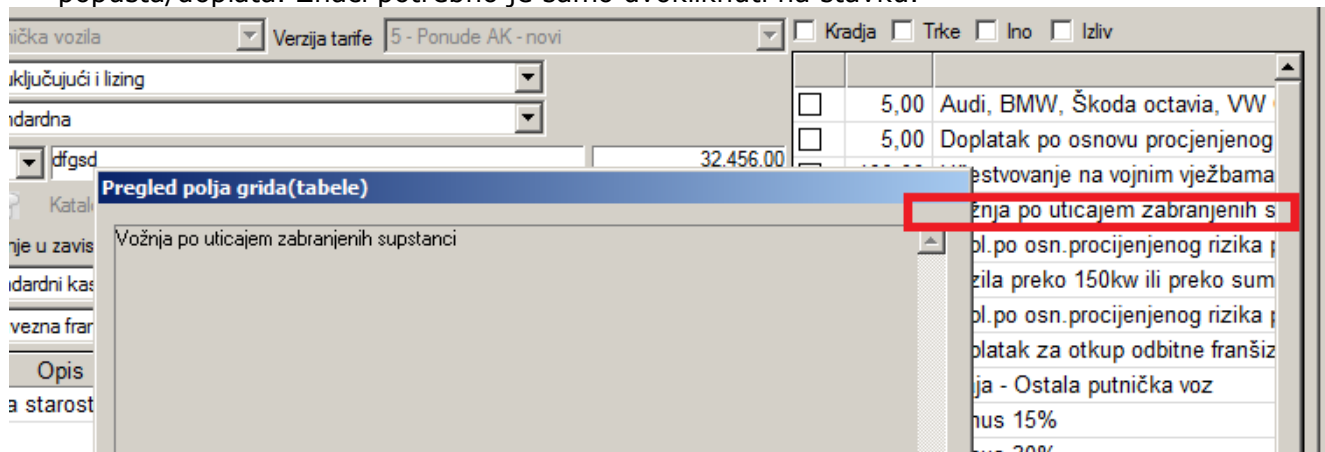 popusta/doplata. Znači potrebno je samo dvokliknuti na stavku.
nička vozila Verzija tarife 5 - Ponude AK - novi Kradja Trke Ino Izliv
uključujući i lizing
5,00 Audi, BMW, Škoda octavia, VW
ndardna
5,00 Doplatak po osnovu procjenjenog
dfgsd 32.456.00
estvovanje na vojnim vježbama
Pregled polja grida(tabele)
Katal
žnja po uticajem zabranjenih s
Vožnja po uticajem zabranjenih supstanci
nje u zavis
pl.po osn.procijenjenog rizika p
ndardni kas
zila preko 150kw ili preko sum
vezna fran
pl.po osn.procijenjenog rizika p
platak za otkup odbitne franšiz
Opis
ja - Ostala putnička voz
a starost
nus 15%